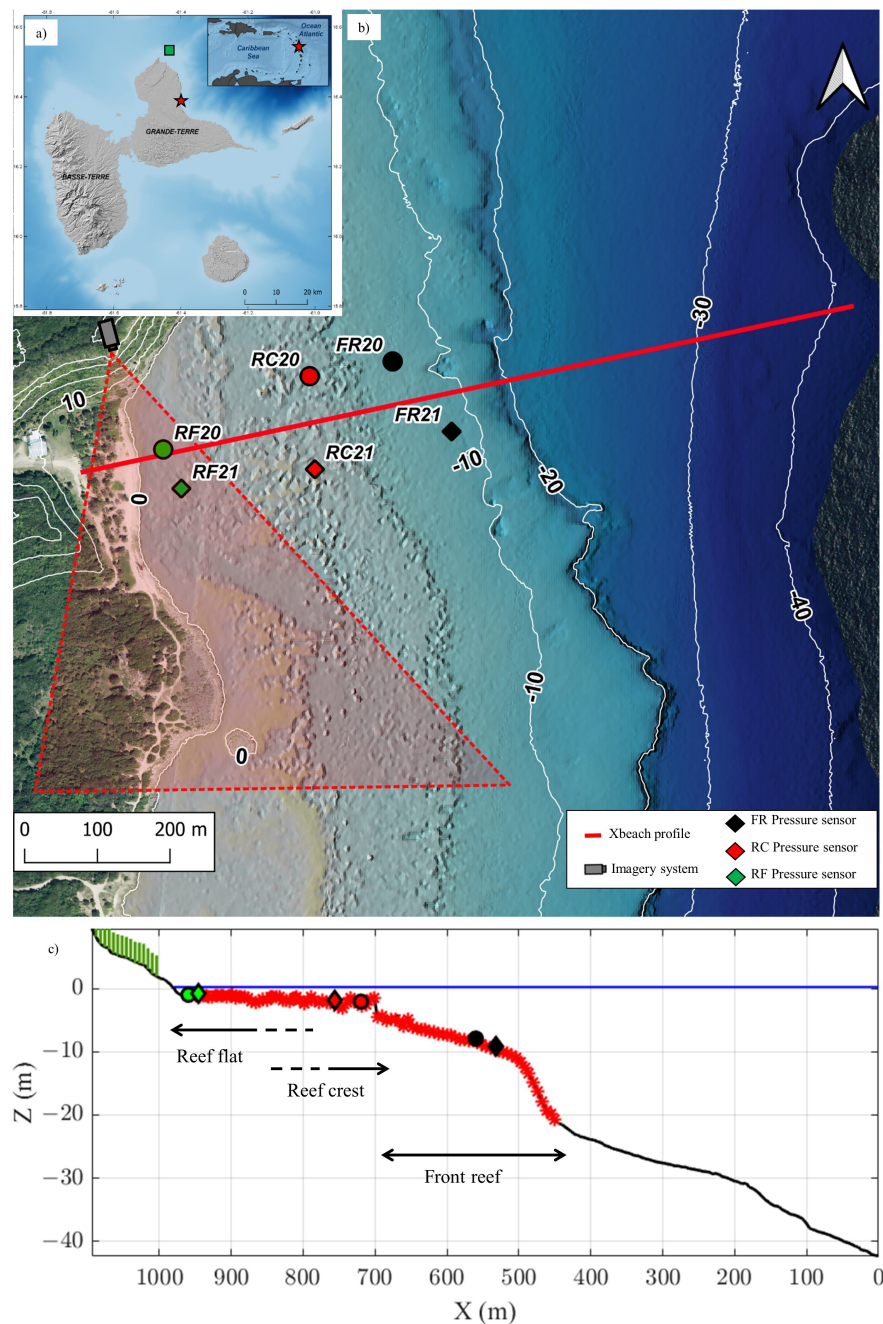 a)
b)
Ocean
Atlantic
Caribbean
Sea
GRANDE-TERRE
BASSE-TERRE
0 10 20 km
FR20
RC20
-30
10
RF20
FR21
RC21
RF21
-10
-20
0
-40
-10
0
0 100 200 m
Xbeach profile
Imagery system
FR Pressure sensor
RC Pressure sensor
RF Pressure sensor
c)
0
−10
−20
−30
−40
Z (m)
Reef flat
Reef crest
Front reef
1000 900 800 700 600 500 400 300 200 100 0
X (m)